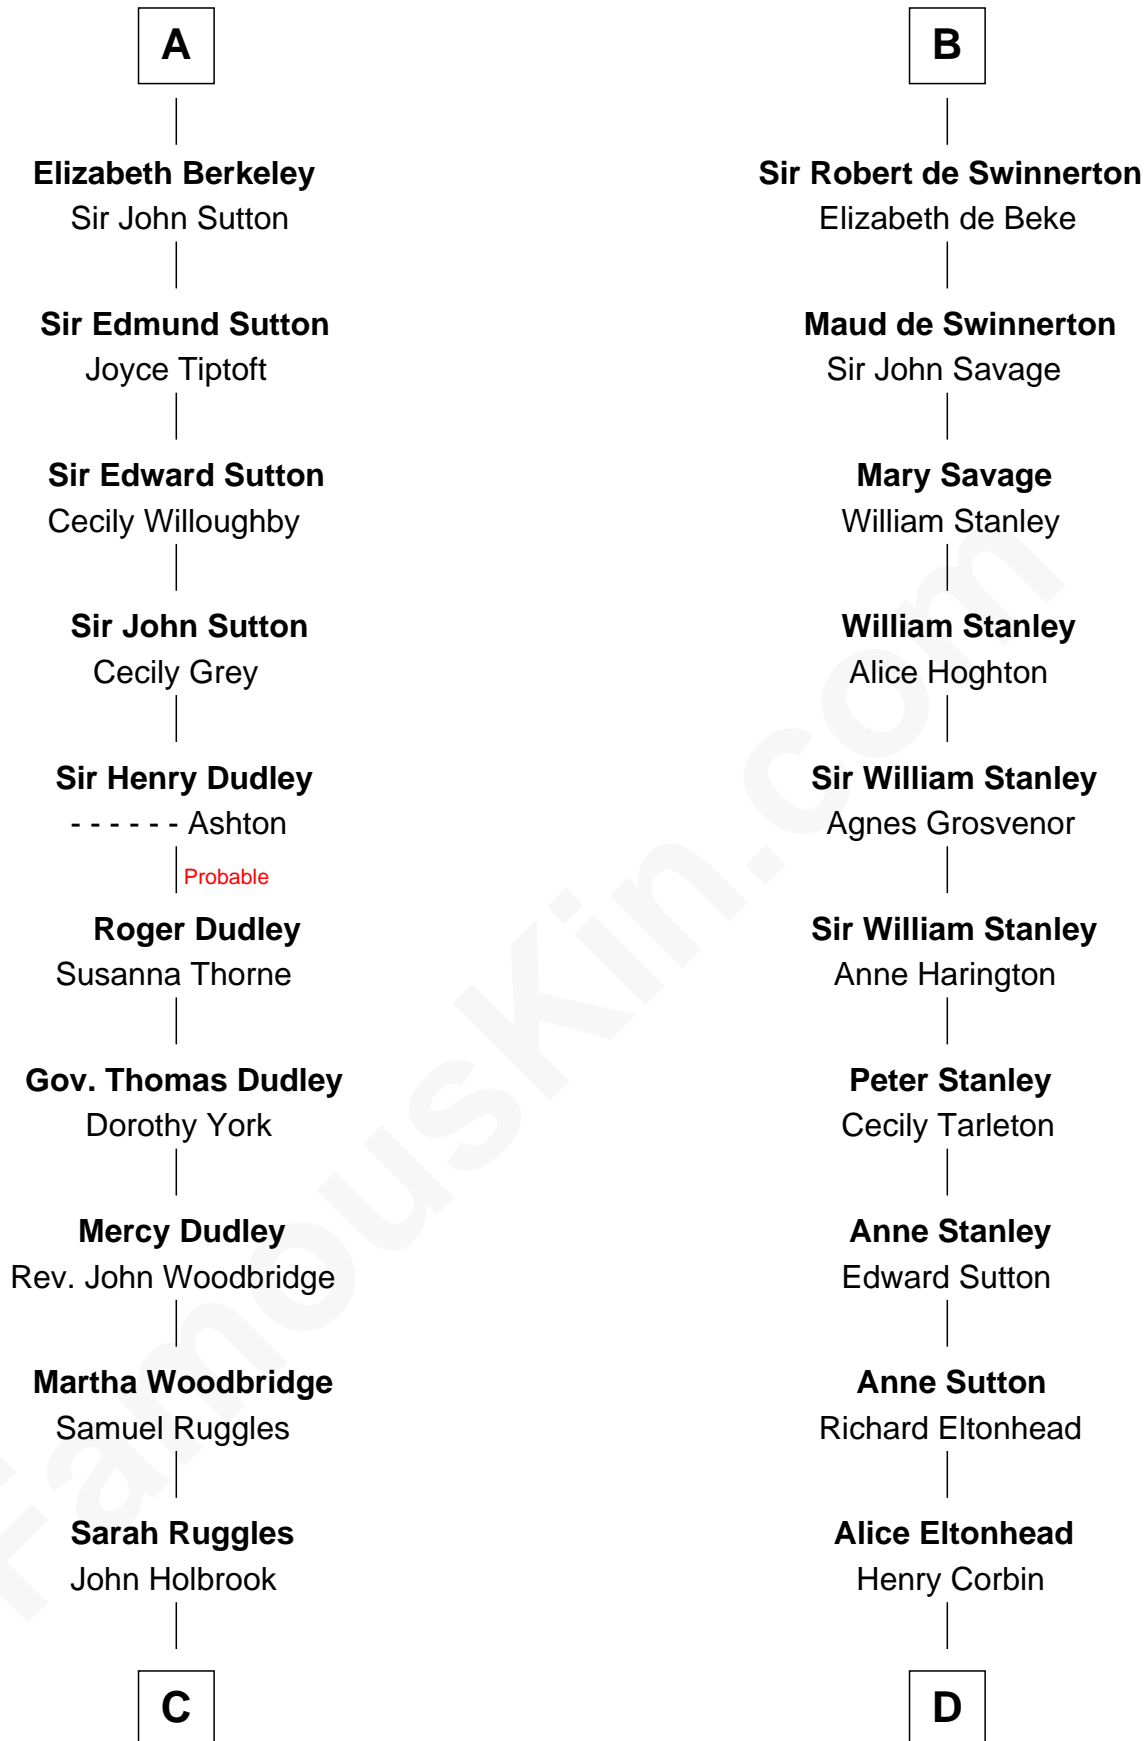 A
Elizabeth Berkeley
Sir John Sutton
Sir Edmund Sutton
Joyce Tiptoft
Sir Edward Sutton
Cecily Willoughby
Sir John Sutton
Cecily Grey
Sir Henry Dudley
- - - - - - Ashton
Probable
Roger Dudley
Susanna Thorne
Gov. Thomas Dudley
Dorothy York
Mercy Dudley
Rev. John Woodbridge
Martha Woodbridge
Samuel Ruggles
Sarah Ruggles
John Holbrook
C
B
Sir Robert de Swinnerton
Elizabeth de Beke
Maud de Swinnerton
Sir John Savage
Mary Savage
William Stanley
William Stanley
Alice Hoghton
Sir William Stanley
Agnes Grosvenor
Sir William Stanley
Anne Harington
Peter Stanley
Cecily Tarleton
Anne Stanley
Edward Sutton
Anne Sutton
Richard Eltonhead
Alice Eltonhead
Henry Corbin
D
FamousKin.com